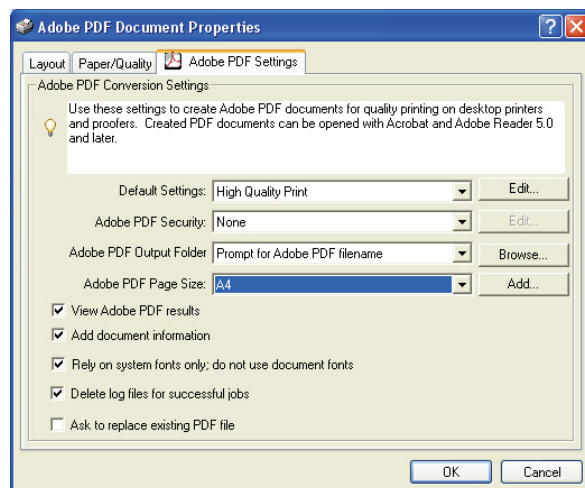 Adobe PDF Document Properties
Layout Paper/Quality Adobe PDF Settings
Adobe PDF Conversion Settings
Use these settings to create Adobe PDF documents for quality printing on desktop printers
and proofers. Created PDF documents can be opened with Acrobat and Adobe Reader 5.0
and later.
Default Settings: High Quality Print Edit...
Adobe PDF Security: None Edit...
Adobe PDF Output Folder Prompt for Adobe PDF filename Browse...
Adobe PDF Page Size: A4 Add...
View Adobe PDF results
Add document information
Rely on system fonts only; do not use document fonts
Delete log files for successful jobs
Ask to replace existing PDF file
OK Cancel